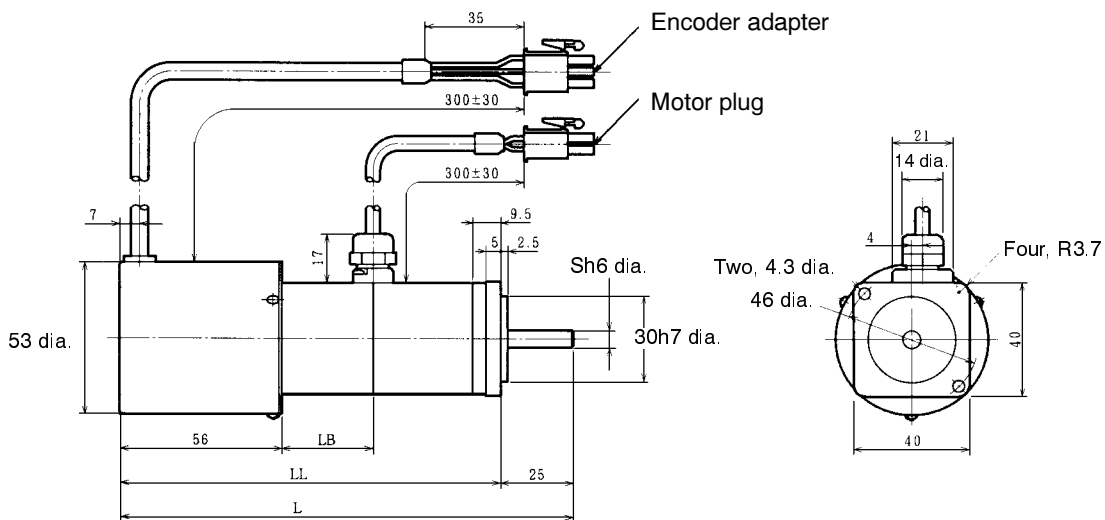 35
Encoder adapter
300±30
Motor plug
300±30
21
14 dia.
7
9.5
17
5
2.5
4
Four, R3.7
Sh6 dia.
Two, 4.3 dia.
46 dia.
53 dia.
30h7 dia.
40
56
LB
40
LL
25
L